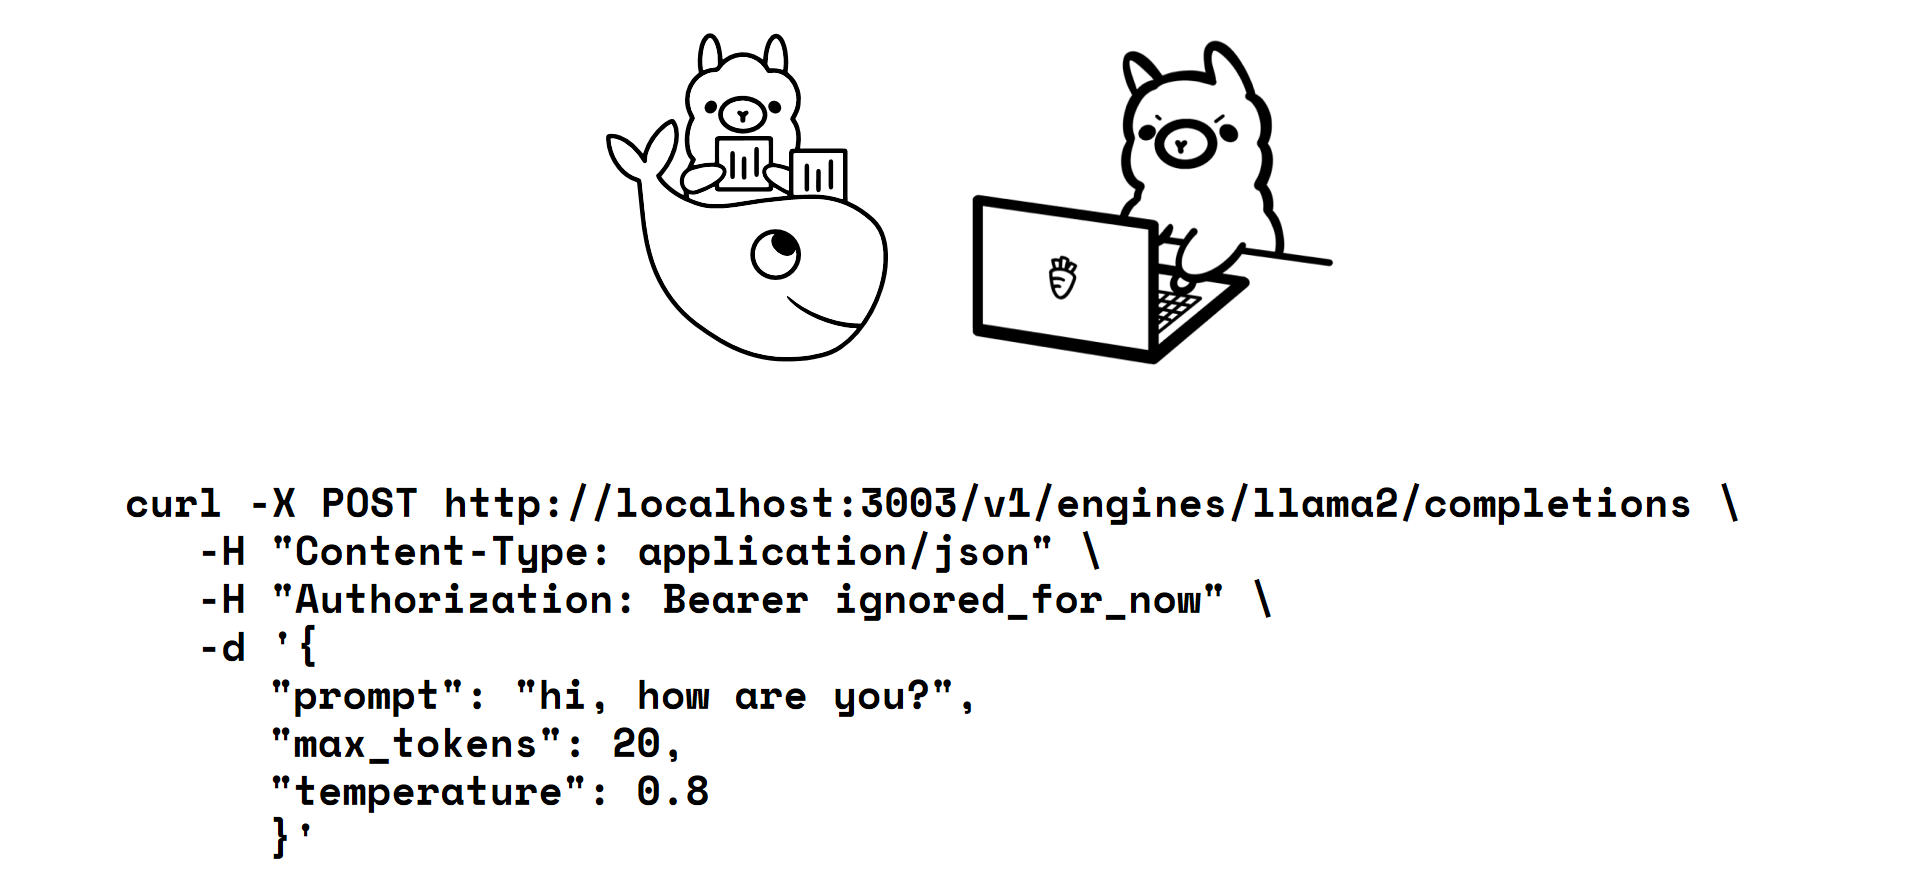 curl -X POST http://localhost:3003/v1/engines/llama2/completions \
-H "Content-Type: application/json" \
-H "Authorization: Bearer ignored_for_now" \
-d '{
"prompt": "hi, how are you?",
"max_tokens": 20,
"temperature": 0.8
}'